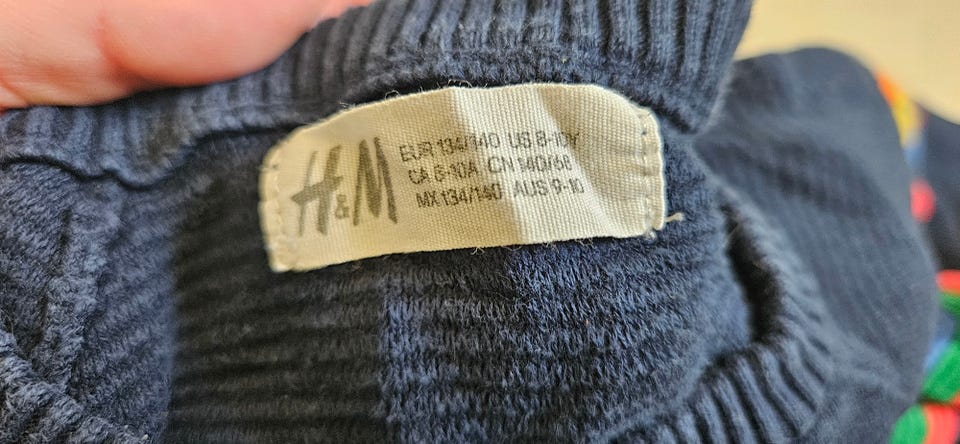 H&M
EUR 134/140 US 8-10Y
CA 8-10A CN 140/68
MX 134/140 AUS 9-10